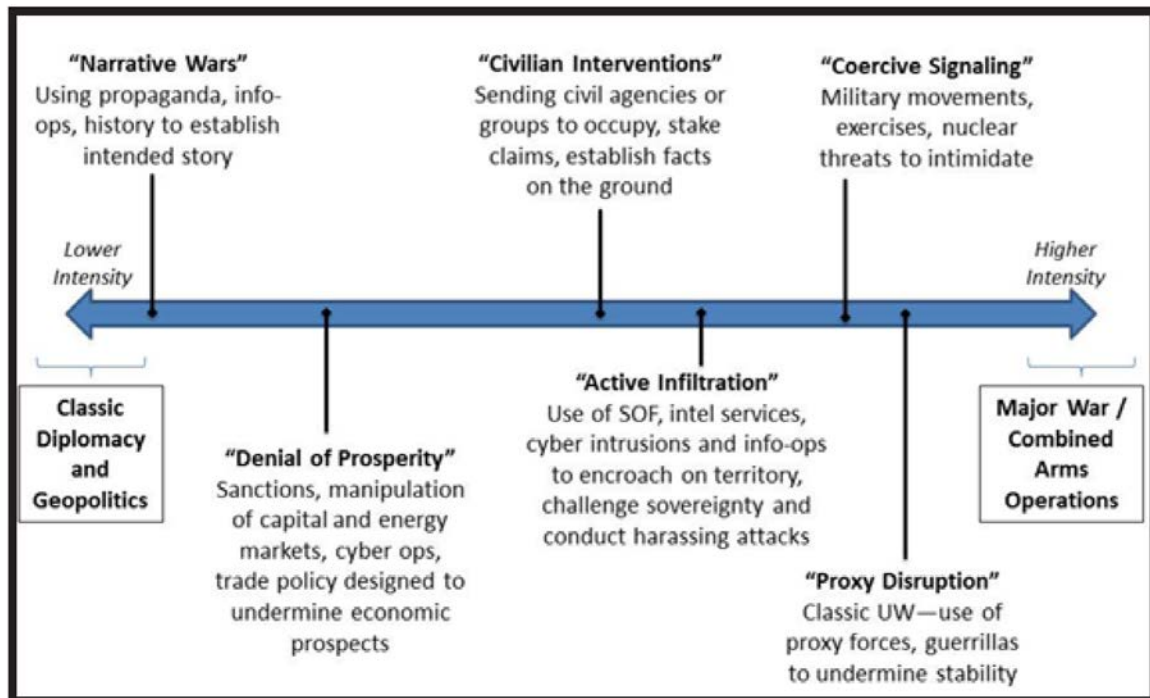 “Narrative Wars”
Using propaganda, info-
ops, history to establish
intended story
“Civilian Interventions”
Sending civil agencies or
groups to occupy, stake
claims, establish facts
on the ground
“Coercive Signaling”
Military movements,
exercises, nuclear
threats to intimidate
Lower
Intensity
Higher
Intensity
Classic
Diplomacy
and
Geopolitics
“Denial of Prosperity”
Sanctions, manipulation
of capital and energy
markets, cyber ops,
trade policy designed to
undermine economic
prospects
“Active Infiltration”
Use of SOF, intel services,
cyber intrusions and info-ops
to encroach on territory,
challenge sovereignty and
conduct harassing attacks
“Proxy Disruption”
Classic UW—use of
proxy forces, guerrillas
to undermine stability
Major War /
Combined
Arms
Operations